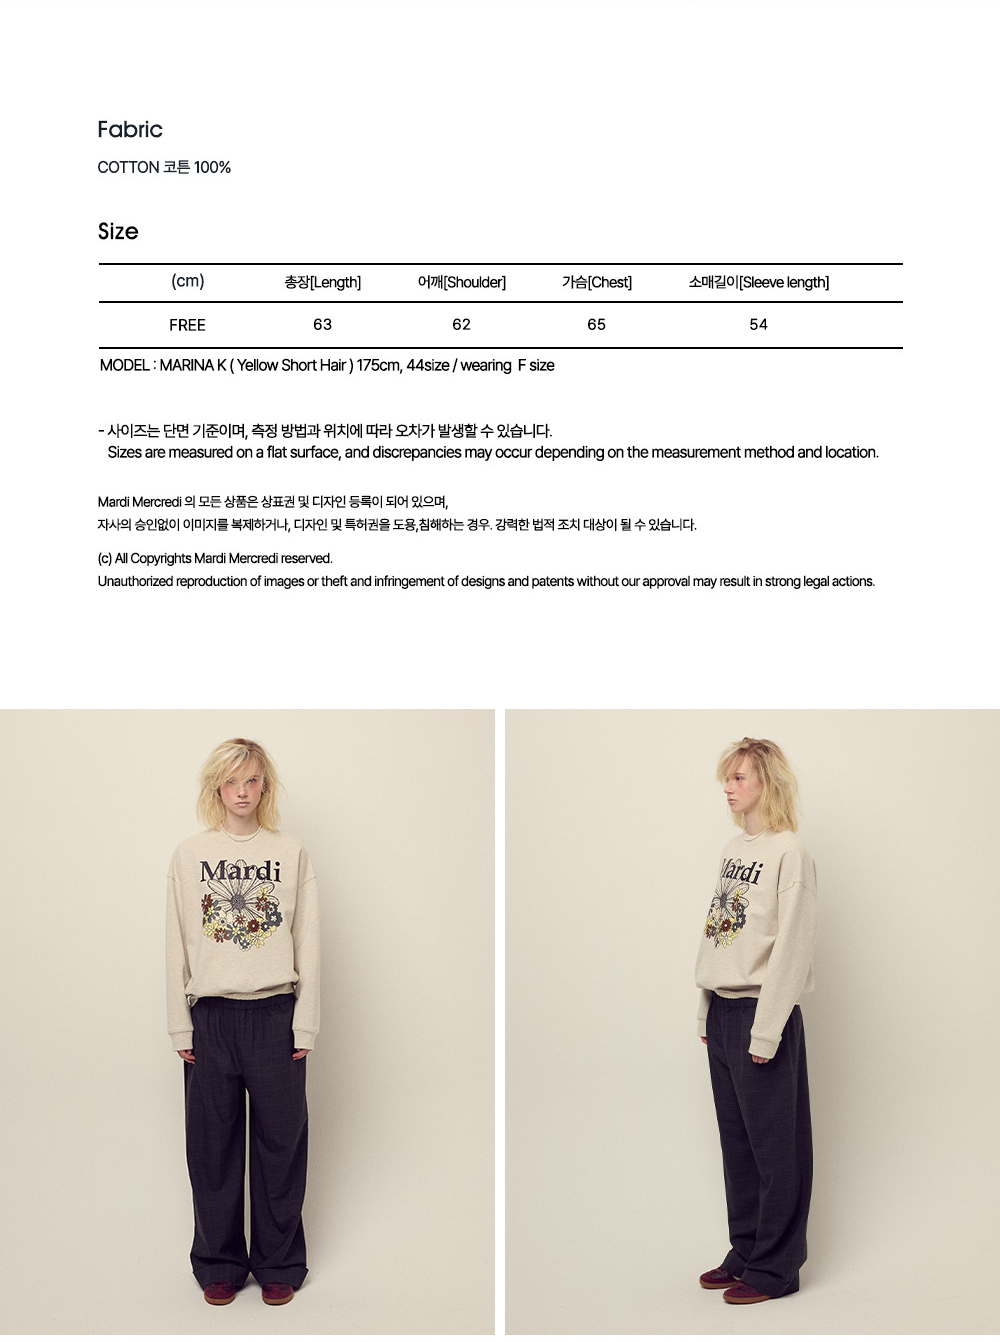 Fabric
COTTON 코튼 100%
Size
(cm) 총장[Length] 어깨[Shoulder] 가슴[Chest] 소매길이[Sleeve length]
FREE 63 62 65 54
MODEL : MARINA K ( Yellow Short Hair ) 175cm, 44size / wearing F size
- 사이즈는 단면 기준이며, 측정 방법과 위치에 따라 오차가 발생할 수 있습니다.
Sizes are measured on a flat surface, and discrepancies may occur depending on the measurement method and location.
Mardi Mercredi 의 모든 상품은 상표권 및 디자인 등록이 되어 있으며,
자사의 승인없이 이미지를 복제하거나, 디자인 및 특허권을 도용,침해하는 경우. 강력한 법적 조치 대상이 될 수 있습니다.
(c) All Copyrights Mardi Mercredi reserved.
Unauthorized reproduction of images or theft and infringement of designs and patents without our approval may result in strong legal actions.
Mardi
Mardi